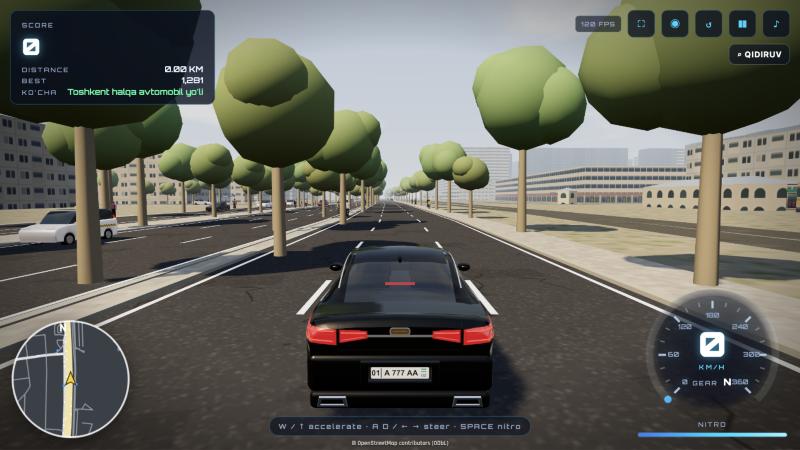 SCORE
0
DISTANCE 0.00 KM
BEST 1,281
KO'CHA Toshkent halqa avtomobil yo'li
120 FPS
QIDIRUV
N
01 A 777 AA
180
120 240
60 300
0
KM/H
0 GEAR N 360
NITRO
W / ↑ accelerate · A D / ← → steer · SPACE nitro
© OpenStreetMap contributors (ODbL)